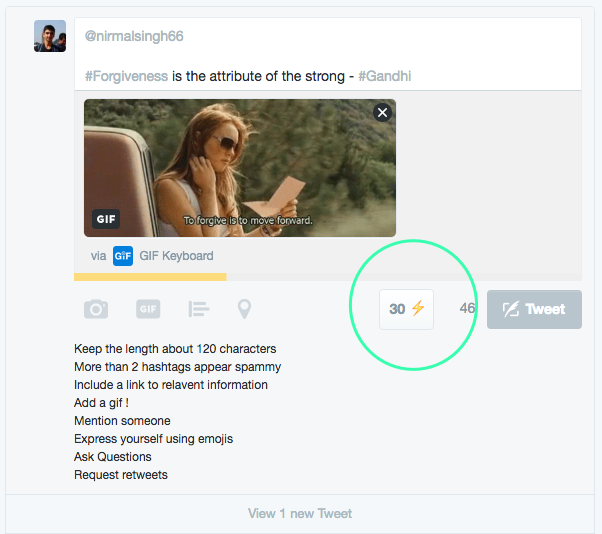 @nirmalsingh66
#Forgiveness is the attribute of the strong - #Gandhi
To forgive is to move forward.
GIF
via GIF GIF Keyboard
GIF 30 46 Tweet
Keep the length about 120 characters
More than 2 hashtags appear spammy
Include a link to relavent information
Add a gif !
Mention someone
Express yourself using emojis
Ask Questions
Request retweets
View 1 new Tweet